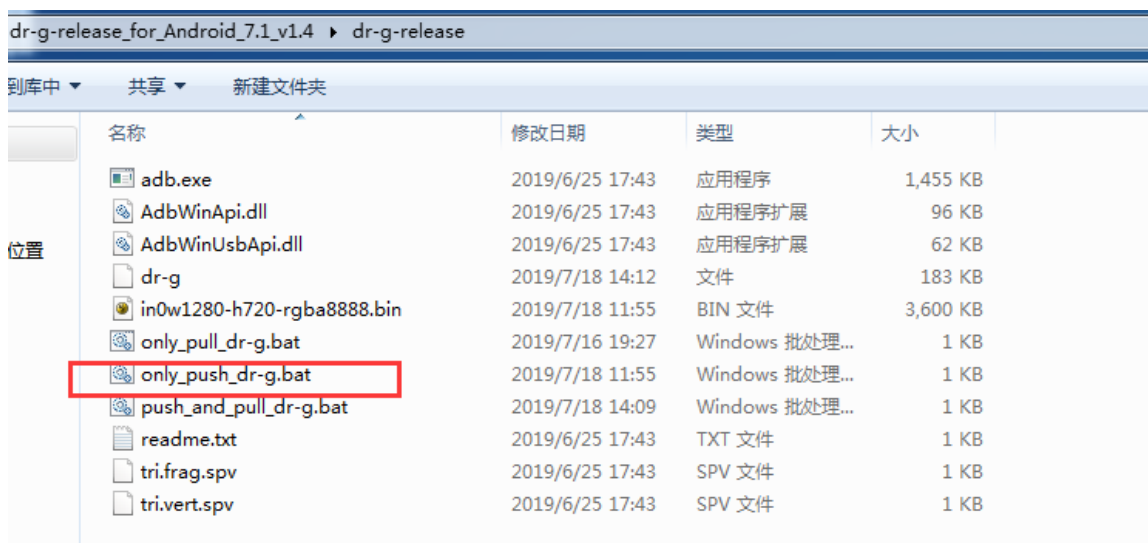 dr-g-release_for_Android_7.1_v1.4 ▸ dr-g-release
到库中 ▼ 共享 ▼ 新建文件夹
名称 修改日期 类型 大小
adb.exe 2019/6/25 17:43 应用程序 1,455 KB
AdbWinApi.dll 2019/6/25 17:43 应用程序扩展 96 KB
位置 AdbWinUsbApi.dll 2019/6/25 17:43 应用程序扩展 62 KB
dr-g 2019/7/18 14:12 文件 183 KB
in0w1280-h720-rgba8888.bin 2019/7/18 11:55 BIN 文件 3,600 KB
only_pull_dr-g.bat 2019/7/16 19:27 Windows 批处理... 1 KB
only_push_dr-g.bat 2019/7/18 11:55 Windows 批处理... 1 KB
push_and_pull_dr-g.bat 2019/7/18 14:09 Windows 批处理... 1 KB
readme.txt 2019/6/25 17:43 TXT 文件 1 KB
tri.frag.spv 2019/6/25 17:43 SPV 文件 1 KB
tri.vert.spv 2019/6/25 17:43 SPV 文件 1 KB